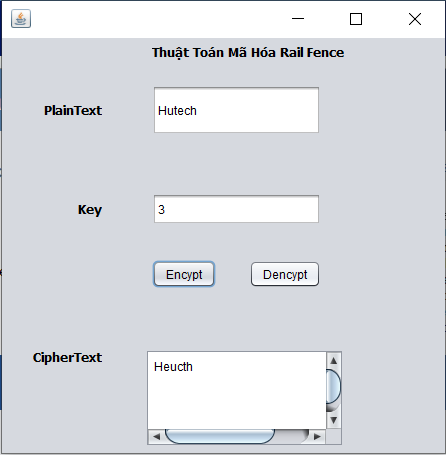 Thuật Toán Mã Hóa Rail Fence
PlainText
Hutech
Key
3
Encypt
Dencypt
CipherText
Heucth